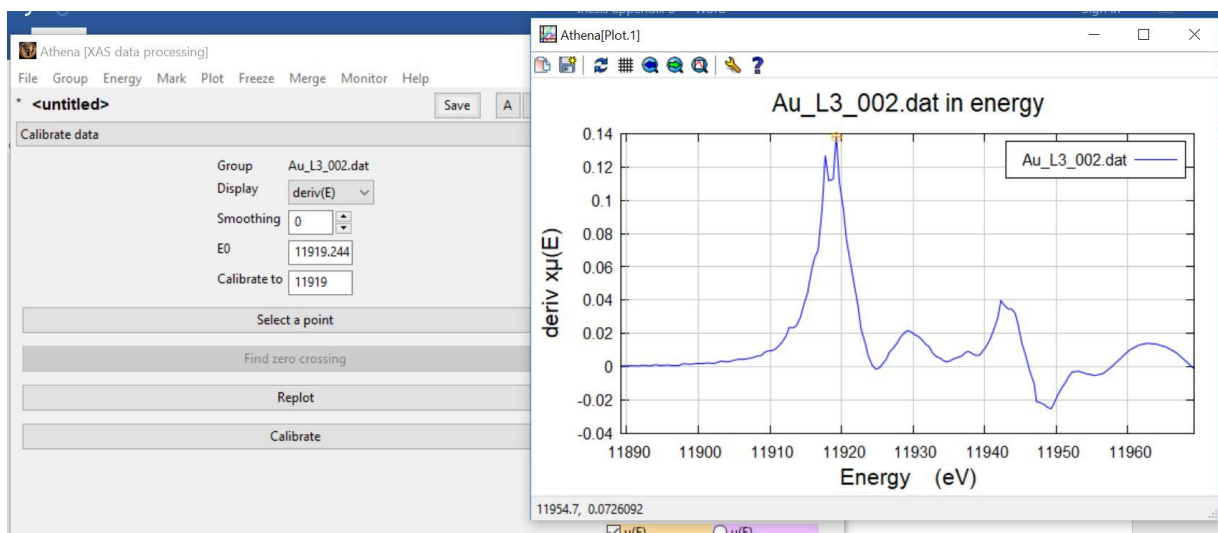 Athena [XAS data processing]
File Group Energy Mark Plot Freeze Merge Monitor Help
* <untitled>
Save
A
Calibrate data
Group Au_L3_002.dat
Display deriv(E)
Smoothing 0
E0 11919.244
Calibrate to 11919
Select a point
Find zero crossing
Replot
Calibrate
Athena[Plot.1]
Au_L3_002.dat in energy
Au_L3_002.dat
deriv xμ(E)
0.14
0.12
0.1
0.08
0.06
0.04
0.02
0
-0.02
-0.04
11890 11900 11910 11920 11930 11940 11950 11960
Energy (eV)
11954.7, 0.0726092